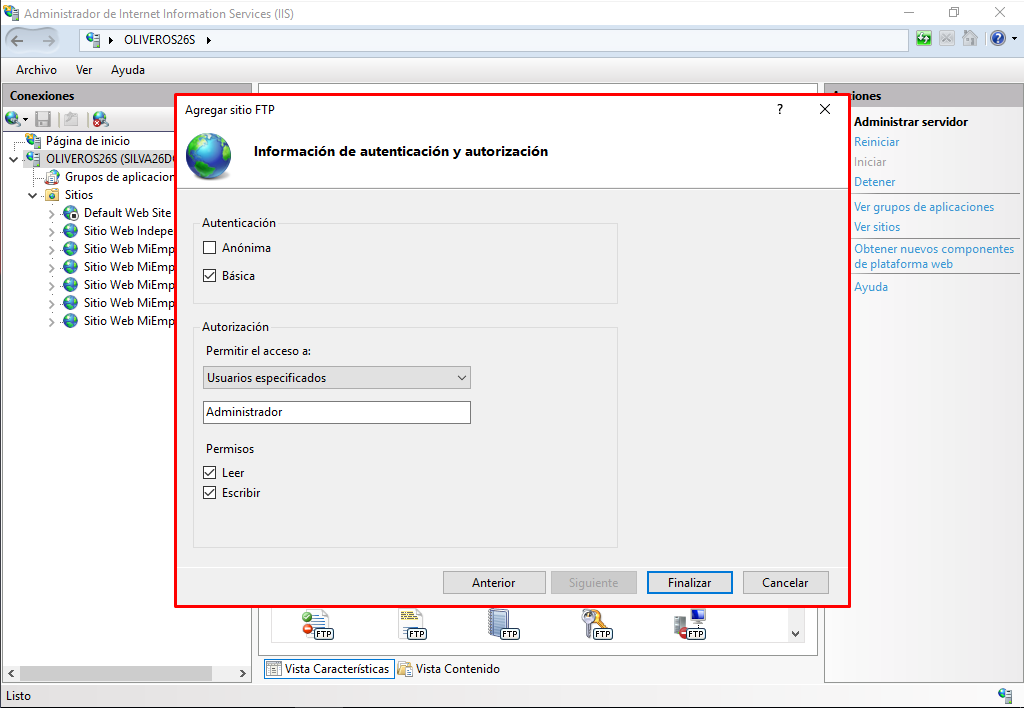 Administrador de Internet Information Services (IIS)
OLIVEROS26S
Archivo Ver Ayuda
Conexiones
Página de inicio
OLIVEROS26S (SILVA26D
Grupos de aplicacion
Sitios
Default Web Site
Sitio Web Indepe
Sitio Web MiEmp
Sitio Web MiEmp
Sitio Web MiEmp
Sitio Web MiEmp
Sitio Web MiEmp
Agregar sitio FTP
?
Información de autenticación y autorización
Autenticación
Anónima
Básica
Autorización
Permitir el acceso a:
Usuarios especificados
Administrador
Permisos
Leer
Escribir
Anterior Siguiente Finalizar Cancelar
FTP FTP FTP FTP FTP
Vista Características Vista Contenido
iones
Administrar servidor
Reiniciar
Iniciar
Detener
Ver grupos de aplicaciones
Ver sitios
Obtener nuevos componentes
de plataforma web
Ayuda
Listo